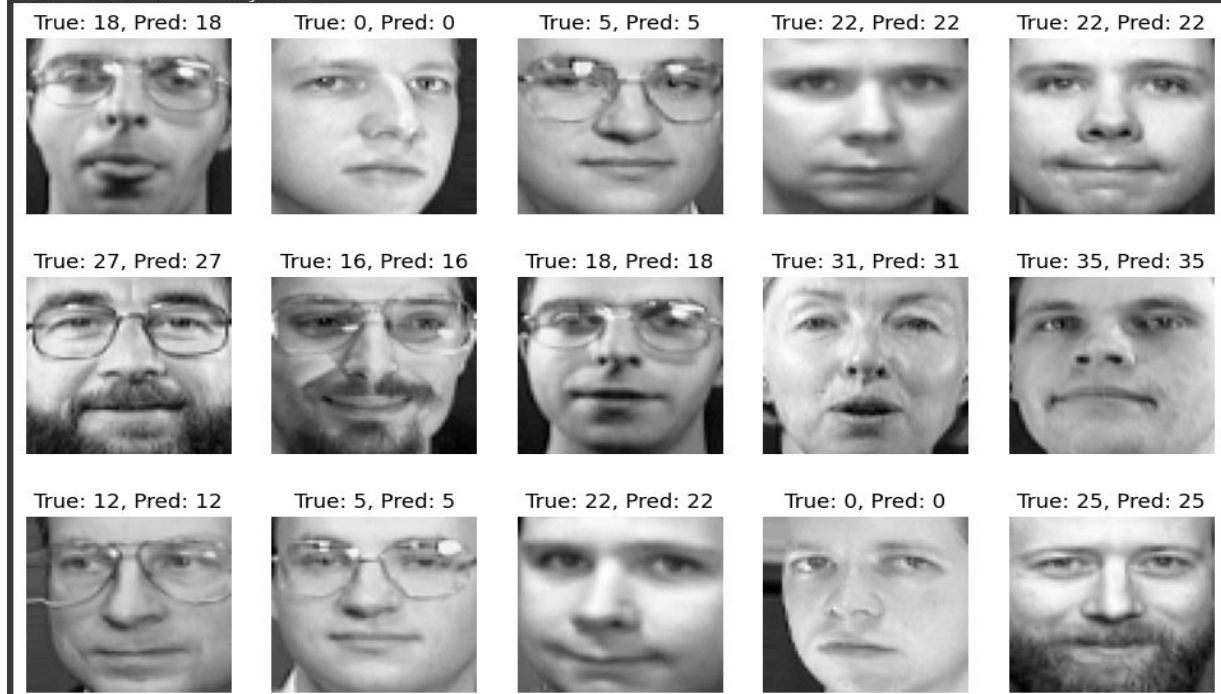 True: 18, Pred: 18
True: 0, Pred: 0
True: 5, Pred: 5
True: 22, Pred: 22
True: 22, Pred: 22
True: 27, Pred: 27
True: 16, Pred: 16
True: 18, Pred: 18
True: 31, Pred: 31
True: 35, Pred: 35
True: 12, Pred: 12
True: 5, Pred: 5
True: 22, Pred: 22
True: 0, Pred: 0
True: 25, Pred: 25